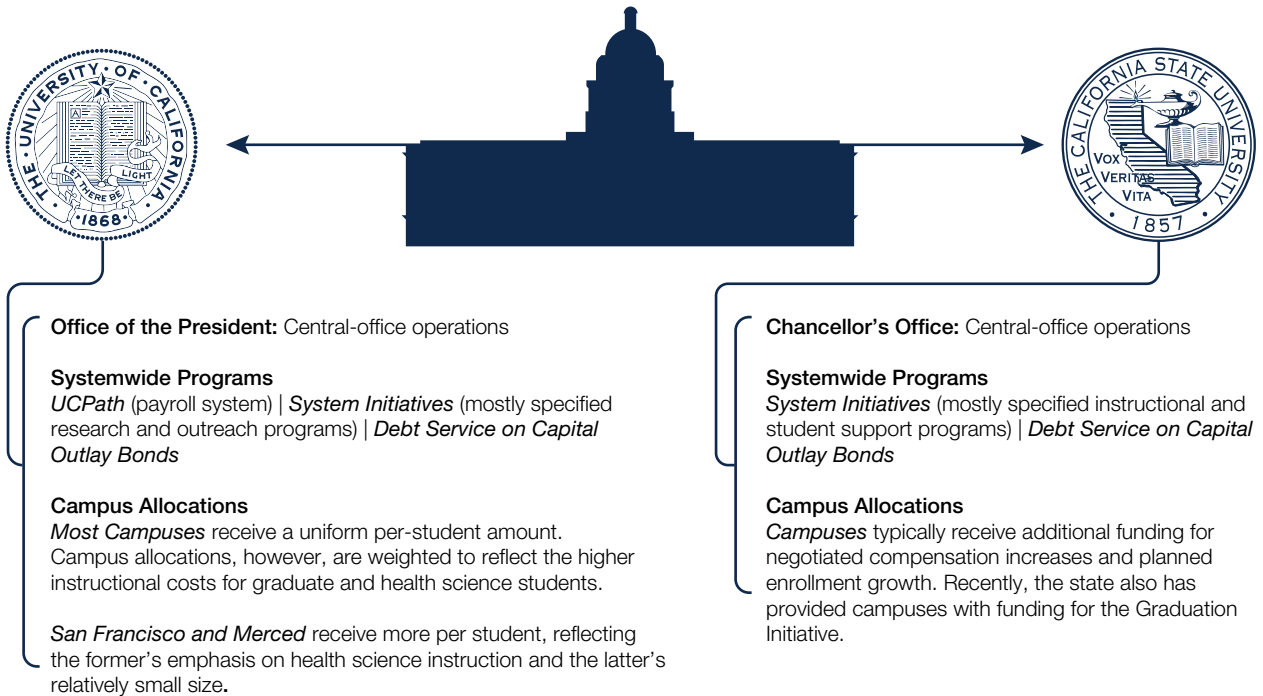 THE · UNIVERSITY · OF · CALIFORNIA
A
LET THERE BE LIGHT
· 1868 ·
THE CALIFORNIA STATE UNIVERSITY
VOX
VERITAS
VITA
· 1857 ·
Office of the President: Central-office operations
Systemwide Programs
UCPath (payroll system) | System Initiatives (mostly specified
research and outreach programs) | Debt Service on Capital
Outlay Bonds
Campus Allocations
Most Campuses receive a uniform per-student amount.
Campus allocations, however, are weighted to reflect the higher
instructional costs for graduate and health science students.
San Francisco and Merced receive more per student, reflecting
the former’s emphasis on health science instruction and the latter’s
relatively small size.
Chancellor’s Office: Central-office operations
Systemwide Programs
System Initiatives (mostly specified instructional and
student support programs) | Debt Service on Capital
Outlay Bonds
Campus Allocations
Campuses typically receive additional funding for
negotiated compensation increases and planned
enrollment growth. Recently, the state also has
provided campuses with funding for the Graduation
Initiative.